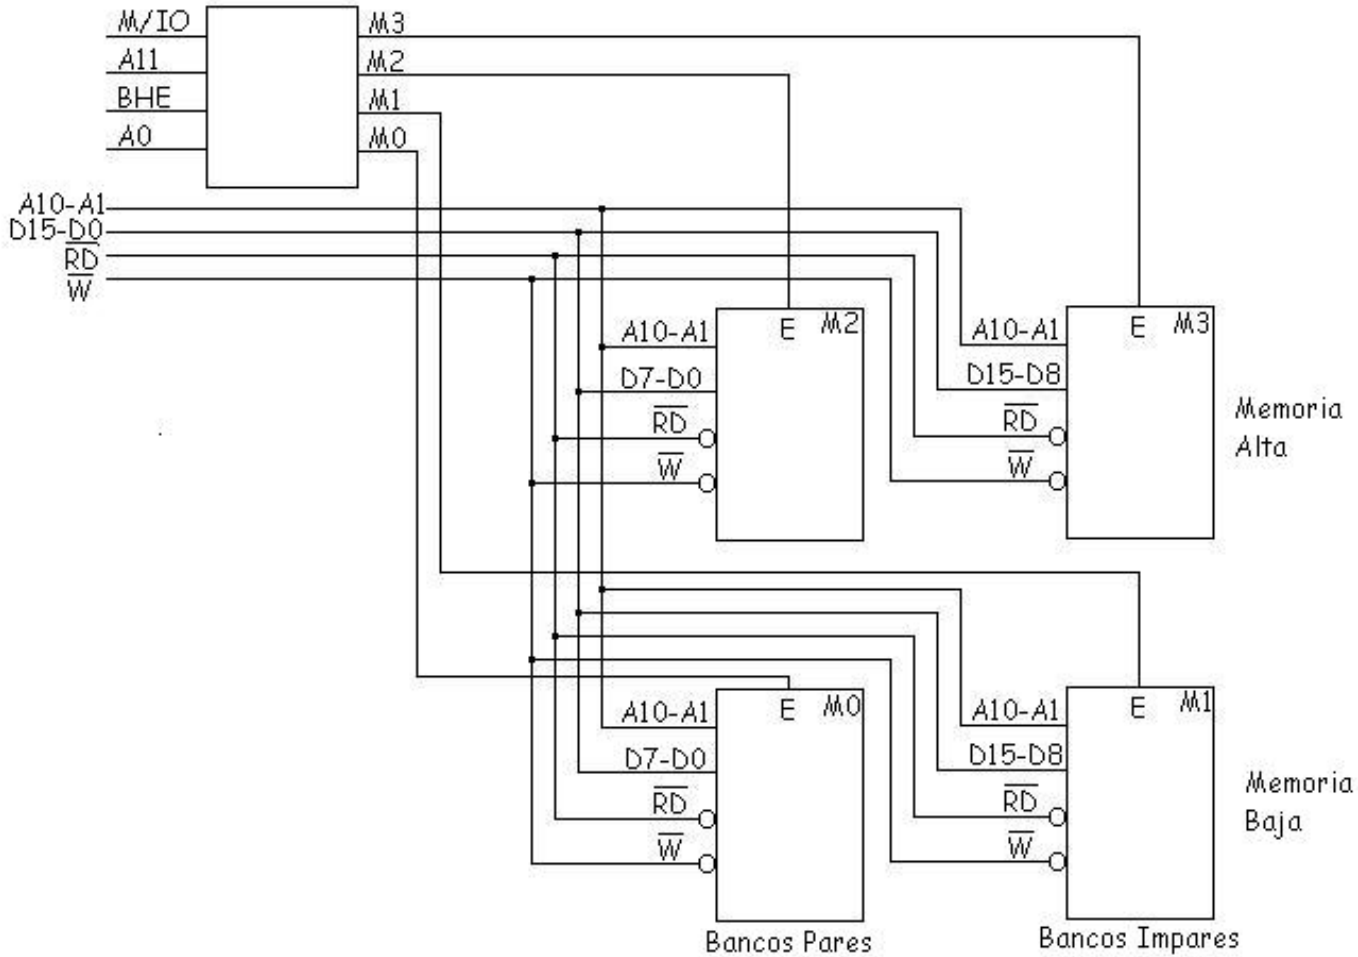 M/IO
A11
BHE
A0
M3
M2
M1
M0
A10-A1
D15-D0
RD
W
A10-A1
D7-D0
RD
W
E
M2
A10-A1
D15-D8
RD
W
E
M3
Memoria
Alta
A10-A1
D7-D0
RD
W
E
M0
A10-A1
D15-D8
RD
W
E
M1
Memoria
Baja
Bancos Pares
Bancos Impares